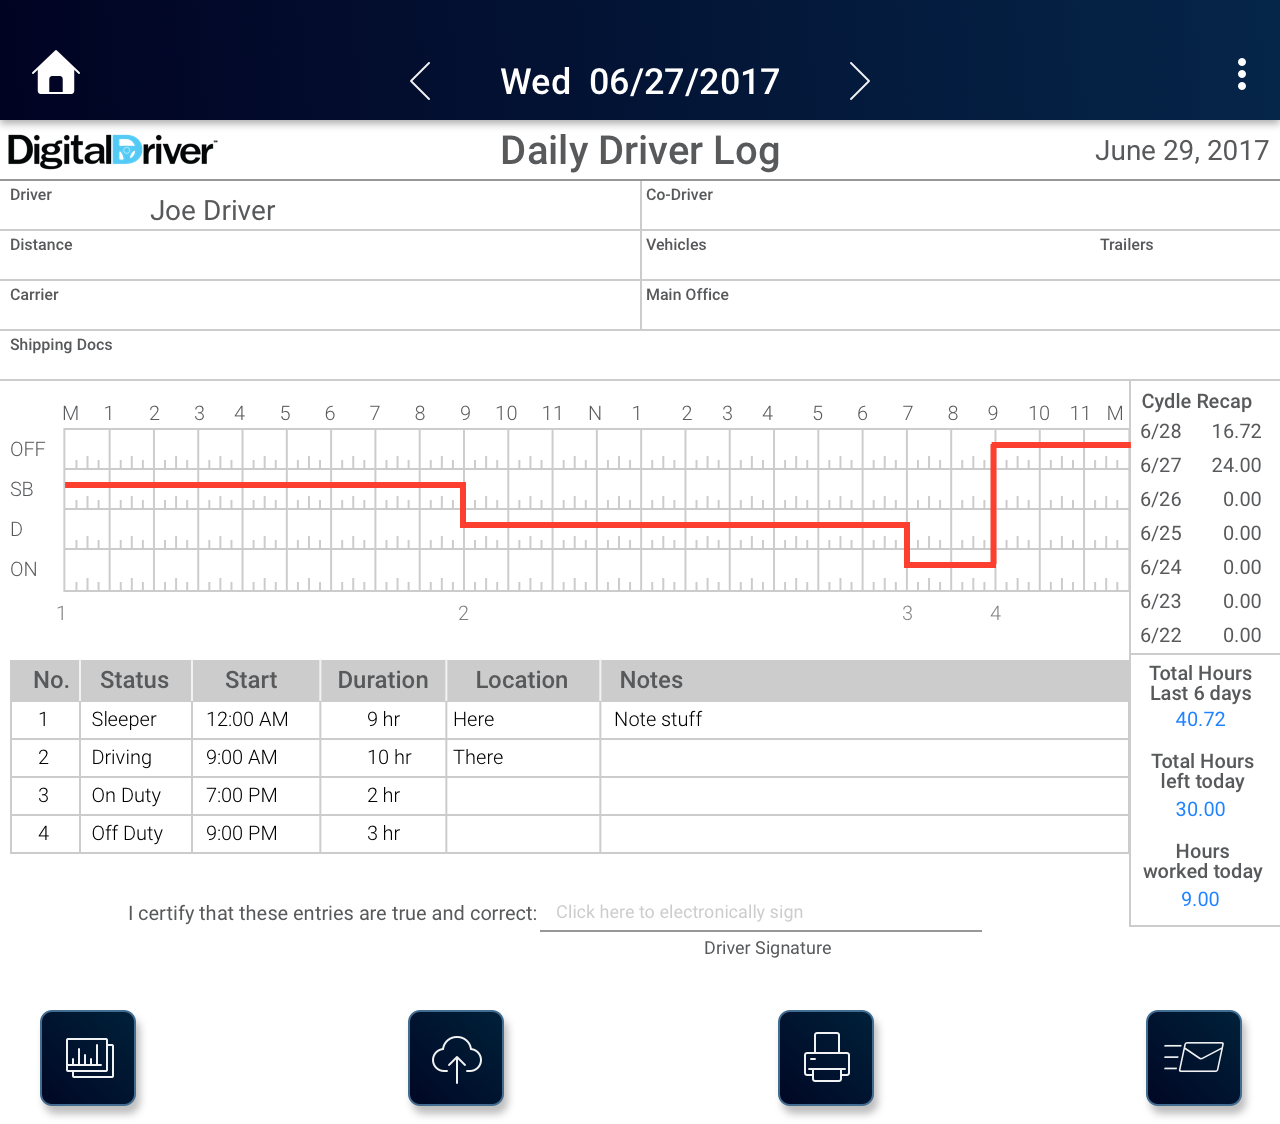 Wed 06/27/2017
DigitalDriver™ Daily Driver Log June 29, 2017
Driver Joe Driver Co-Driver
Distance Vehicles Trailers
Carrier Main Office
Shipping Docs
M 1 2 3 4 5 6 7 8 9 10 11 N 1 2 3 4 5 6 7 8 9 10 11 M
OFF
SB
D
ON
1 2 3 4
Cydle Recap
6/28 16.72
6/27 24.00
6/26 0.00
6/25 0.00
6/24 0.00
6/23 0.00
6/22 0.00
No. Status Start Duration Location Notes
1 Sleeper 12:00 AM 9 hr Here Note stuff
2 Driving 9:00 AM 10 hr There
3 On Duty 7:00 PM 2 hr
4 Off Duty 9:00 PM 3 hr
Total Hours
Last 6 days
40.72
Total Hours
left today
30.00
Hours
worked today
9.00
I certify that these entries are true and correct: Click here to electronically sign
Driver Signature